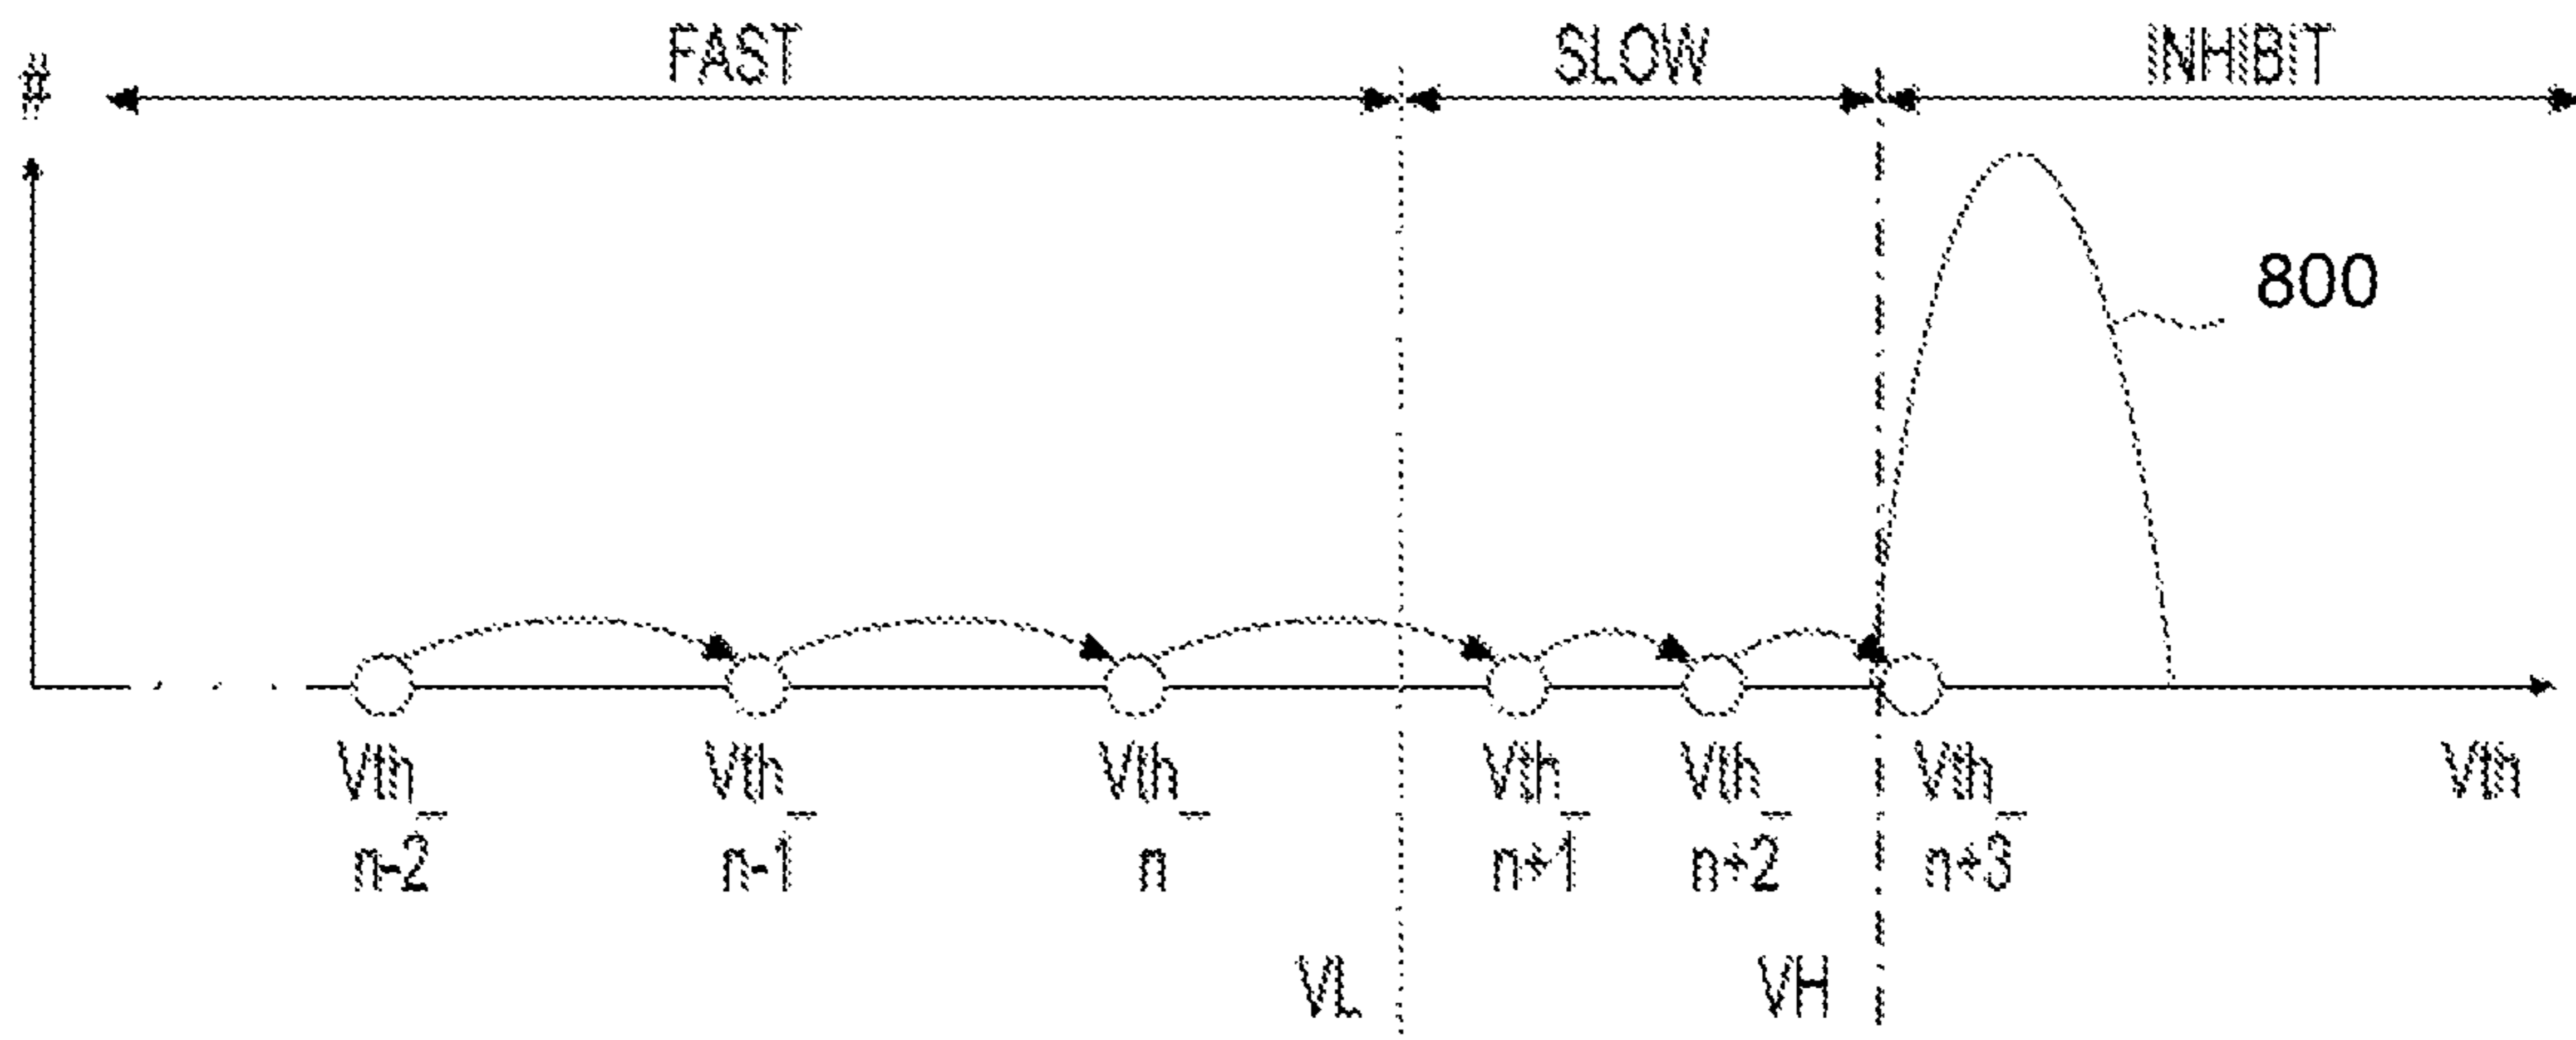 # FAST SLOW INHIBIT
800
Vth_ Vth_ Vth_ Vth_ Vth_ Vth_ Vth
n-2 n-1 n n+1 n+2 n+3
VL VH